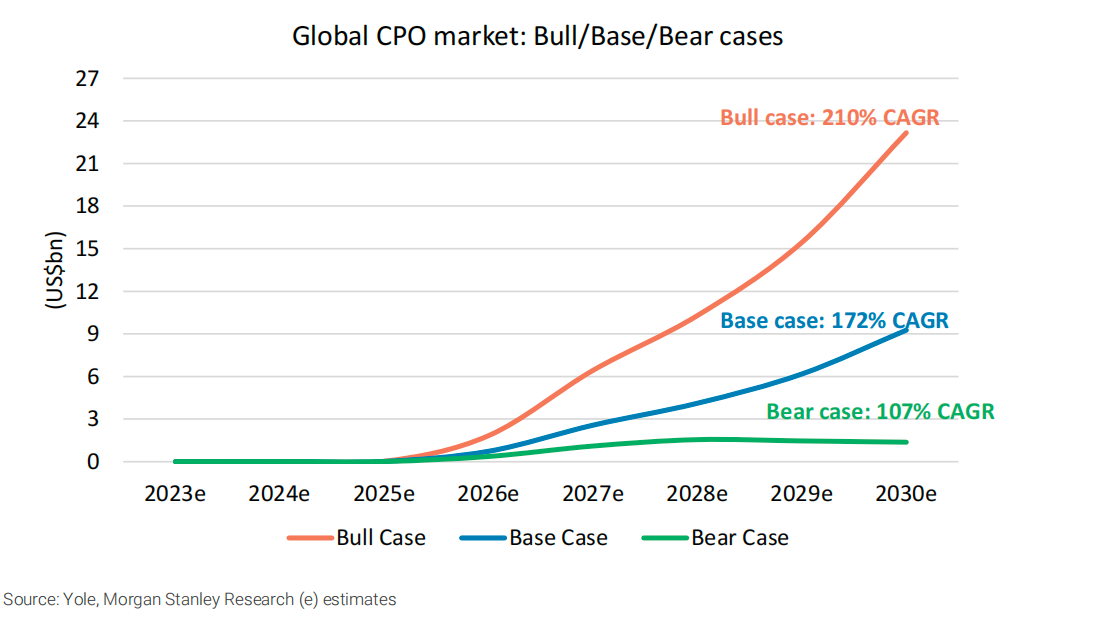 Global CPO market: Bull/Base/Bear cases
(US$bn)
27
24
21
18
15
12
9
6
3
0
Bull case: 210% CAGR
Base case: 172% CAGR
Bear case: 107% CAGR
2023e 2024e 2025e 2026e 2027e 2028e 2029e 2030e
Bull Case Base Case Bear Case
Source: Yole, Morgan Stanley Research (e) estimates